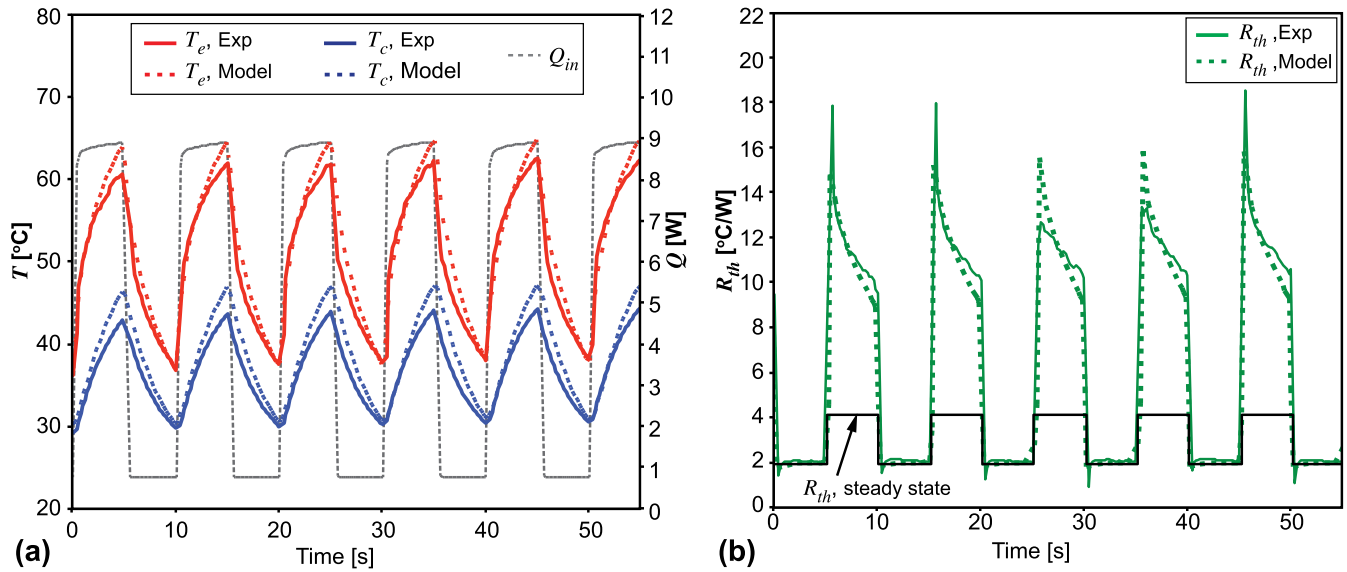 80
70
60
50
40
30
20
T [°C]
T_e, Exp
T_c, Exp
Q_in
T_e, Model
T_c, Model
12
11
10
9
8
7
6
5
4
3
2
1
0
Q [W]
0 10 20 30 40 50
Time [s]
(a)
22
20
18
16
14
12
10
8
6
4
2
0
R_th [°C/W]
R_th ,Exp
R_th ,Model
R_th, steady state
0 10 20 30 40 50
Time [s]
(b)